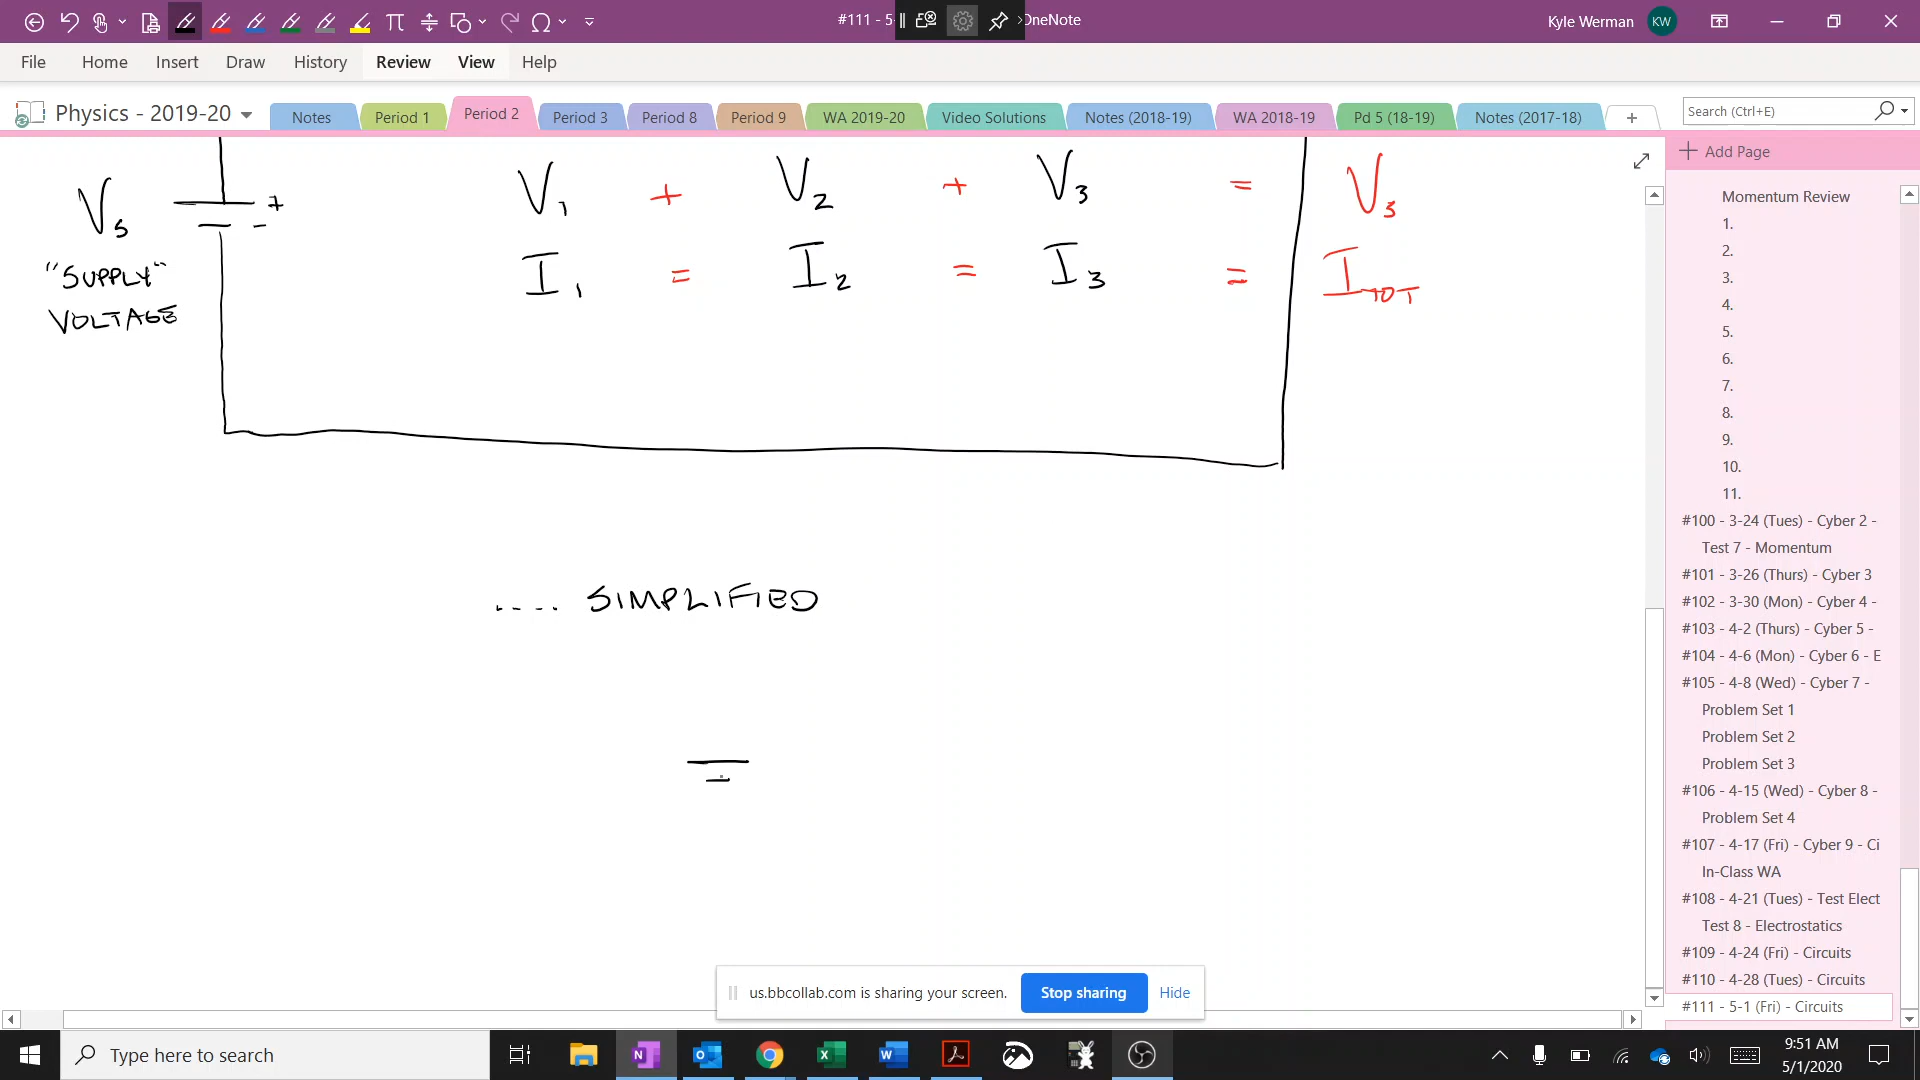 #111 - 5- OneNote
Kyle Werman KW
File Home Insert Draw History Review View Help
Physics - 2019-20 Notes Period 1 Period 2 Period 3 Period 8 Period 9 WA 2019-20 Video Solutions Notes (2018-19) WA 2018-19 Pd 5 (18-19) Notes (2017-18) +
Search (Ctrl+E)
Add Page
Vs + -
"SUPPLY"
VOLTAGE
V1 + V2 + V3 = Vs
I1 = I2 = I3 = ITOT
.... SIMPLIFIED
Momentum Review
1.
2.
3.
4.
5.
6.
7.
8.
9.
10.
11.
#100 - 3-24 (Tues) - Cyber 2 -
Test 7 - Momentum
#101 - 3-26 (Thurs) - Cyber 3
#102 - 3-30 (Mon) - Cyber 4 -
#103 - 4-2 (Thurs) - Cyber 5 -
#104 - 4-6 (Mon) - Cyber 6 - E
#105 - 4-8 (Wed) - Cyber 7 -
Problem Set 1
Problem Set 2
Problem Set 3
#106 - 4-15 (Wed) - Cyber 8 -
Problem Set 4
#107 - 4-17 (Fri) - Cyber 9 - Ci
In-Class WA
#108 - 4-21 (Tues) - Test Elect
Test 8 - Electrostatics
#109 - 4-24 (Fri) - Circuits
#110 - 4-28 (Tues) - Circuits
#111 - 5-1 (Fri) - Circuits
us.bbcollab.com is sharing your screen. Stop sharing Hide
Type here to search
9:51 AM
5/1/2020